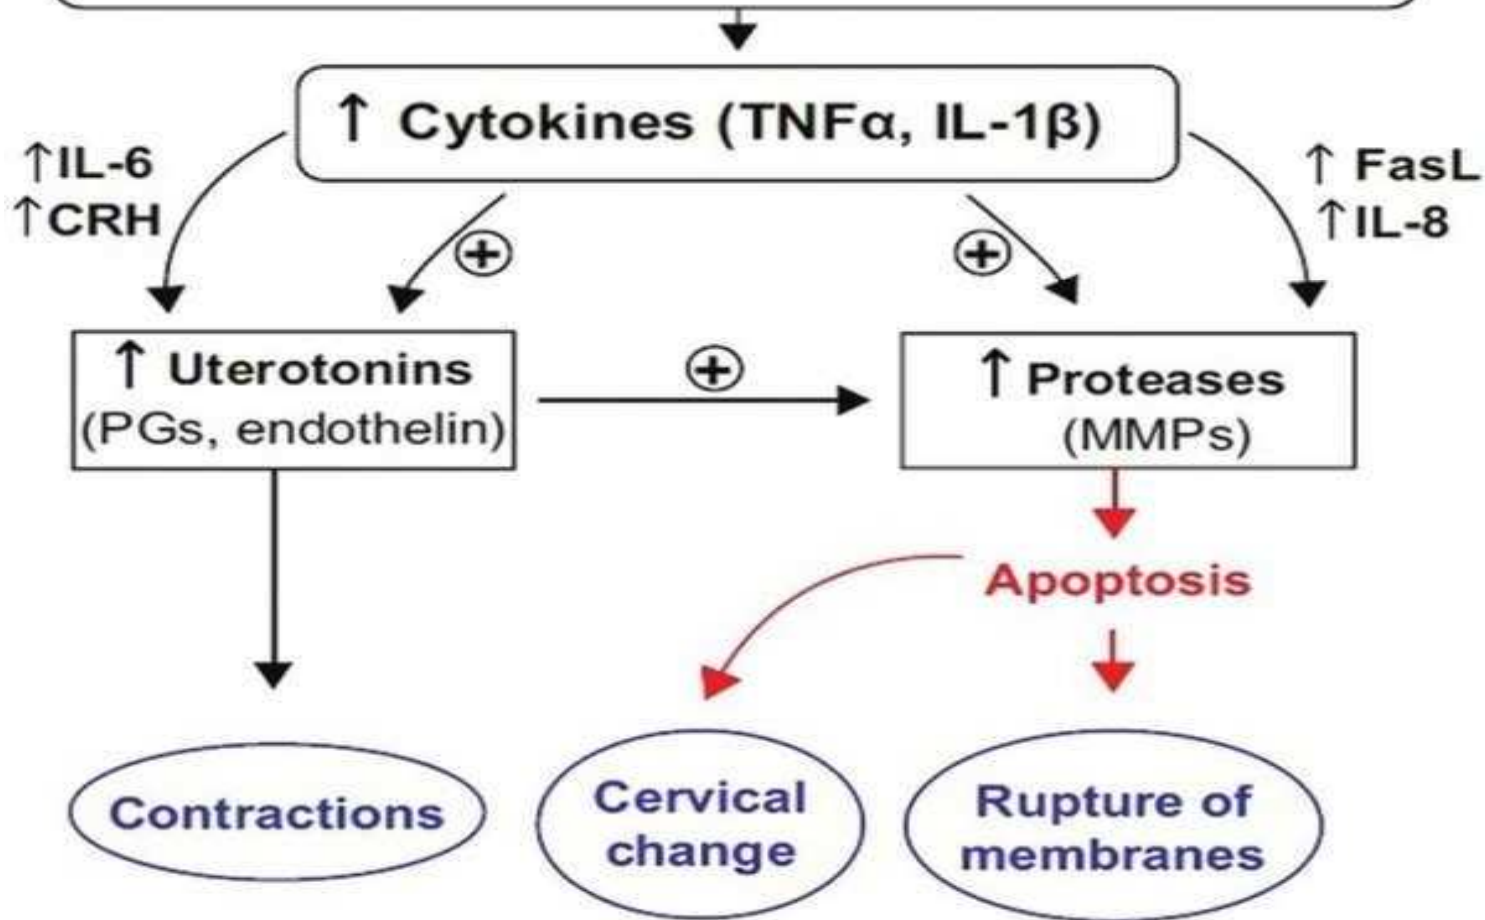 ↑ Cytokines (TNFα, IL-1β)
↑IL-6
↑CRH
↑ FasL
↑IL-8
+
+
↑ Uterotonins
(PGs, endothelin)
+
↑ Proteases
(MMPs)
Apoptosis
Contractions
Cervical
change
Rupture of
membranes